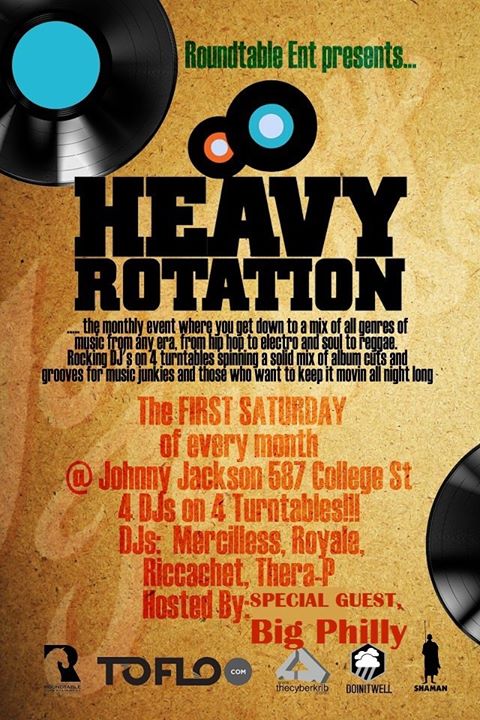 Roundtable Ent presents...
HEAVY
ROTATION
..... the monthly event where you get down to a mix of all genres of
music from any era, from hip hop to electro and soul to reggae.
Rocking DJ's on 4 turntables spinning a solid mix of album cuts and
grooves for music junkies and those who want to keep it movin all night long
The FIRST SATURDAY
of every month
@ Johnny Jackson 587 College St
4 DJs on 4 Turntables!!!
DJs: Mercilless, Royale,
Riccachet, Thera-P
Hosted By: SPECIAL GUEST,
Big Philly
ROUNDTABLE
TOFLO COM
thecyberkrib
DOINITWELL
SHAMAN